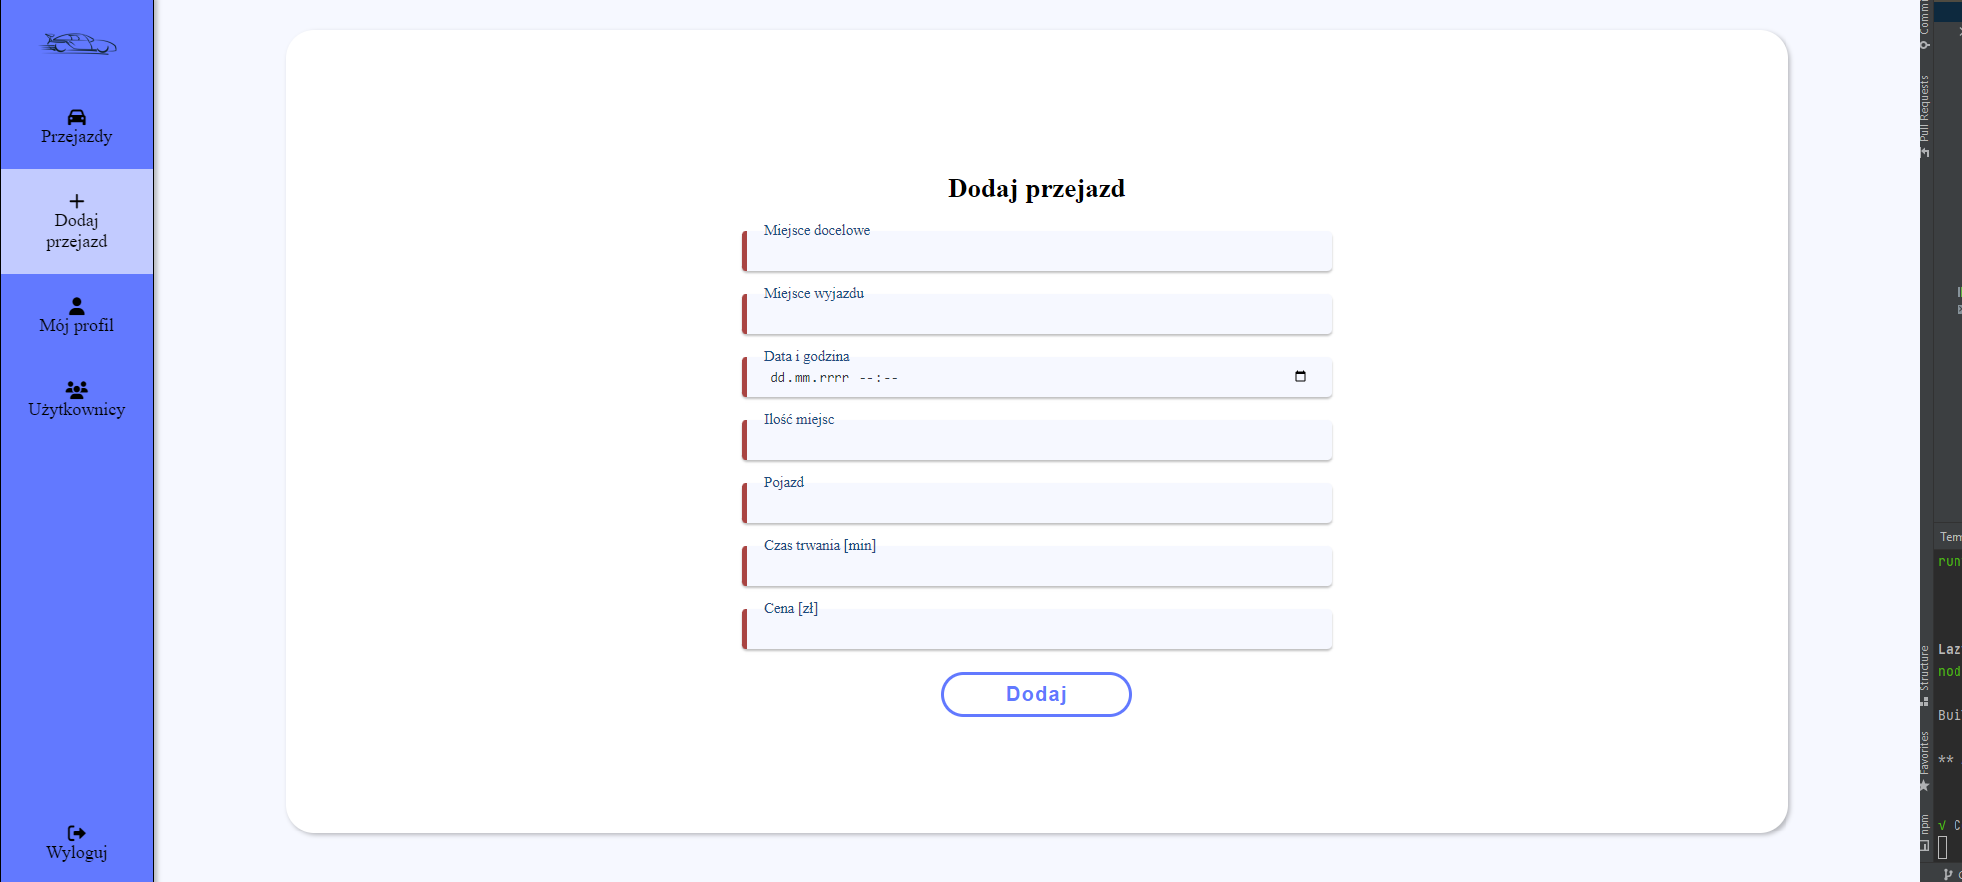 Przejazdy
Dodaj
przejazd
Mój profil
Użytkownicy
Wyloguj
Dodaj przejazd
Miejsce docelowe
Miejsce wyjazdu
Data i godzina
dd.mm.rrrr --:--
Ilość miejsc
Pojazd
Czas trwania [min]
Cena [zł]
Dodaj
Comm
Pull Requests
Structure
Favorites
npm
Tem
run
Laz
nod
Bui
**
√ C